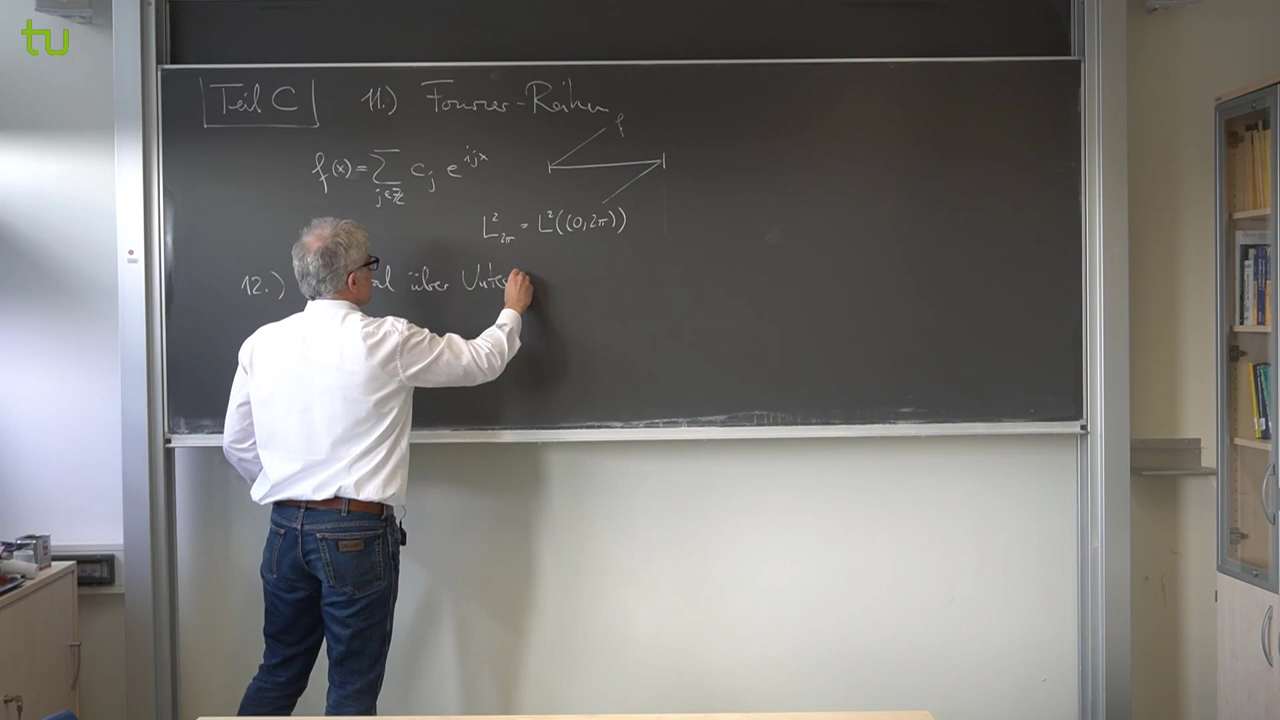 tu
Teil C 11.) Fourier-Reihen
f(x) = ∑_{j∈ℤ} c_j e^{ijx}
f
L²_{2π} = L²((0, 2π))
12.) al über Unte